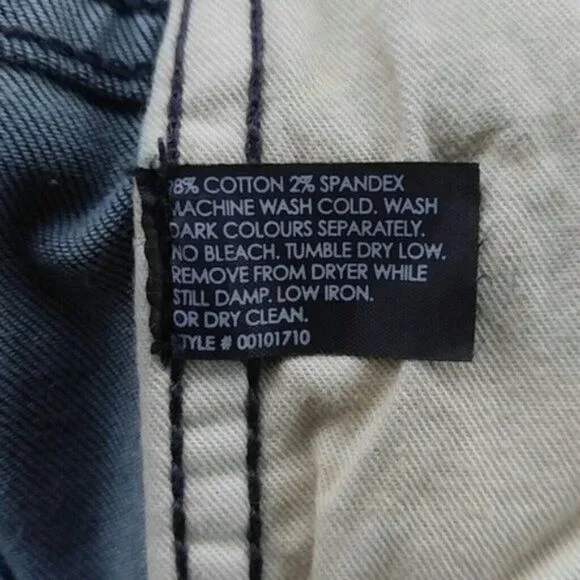 98% COTTON 2% SPANDEX
MACHINE WASH COLD. WASH
DARK COLOURS SEPARATELY.
NO BLEACH. TUMBLE DRY LOW.
REMOVE FROM DRYER WHILE
STILL DAMP. LOW IRON.
OR DRY CLEAN.
STYLE # 00101710